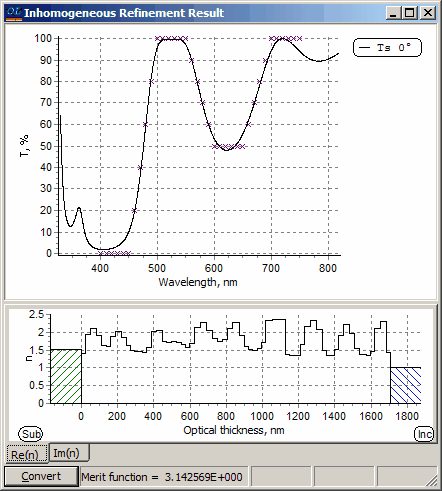 OL Inhomogeneous Refinement Result
Ts 0°
100
90
80
70
60
50
40
30
20
10
0
T, %
400 500 600 700 800
Wavelength, nm
2.5
2
1.5
1
0.5
0
n
0 200 400 600 800 1000 1200 1400 1600 1800
Optical thickness, nm
Sub
Inc
Re(n) Im(n)
Convert Merit function = 3.142569E+000